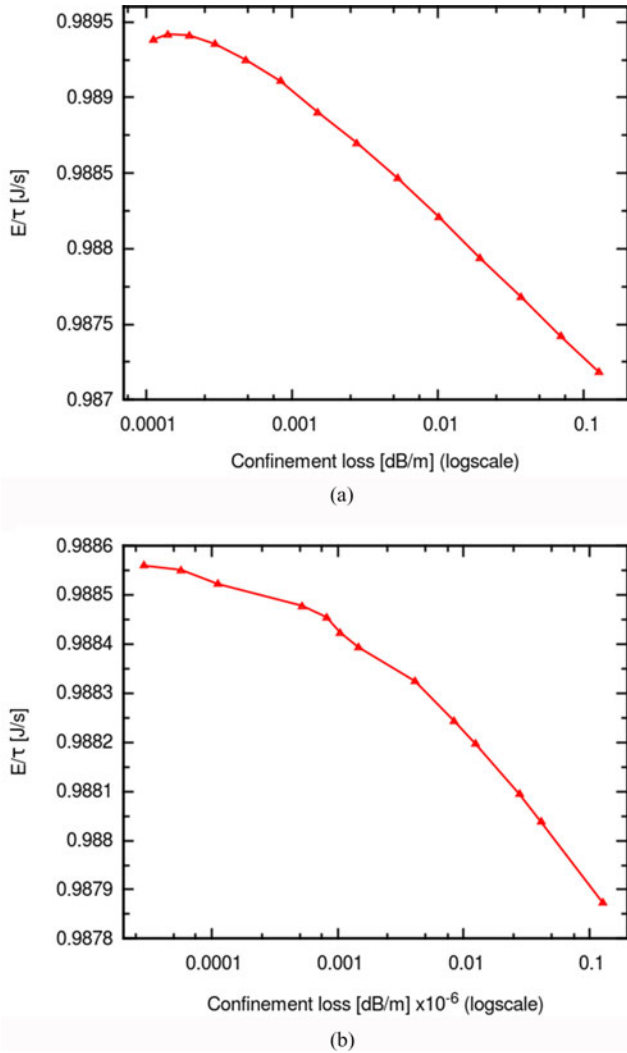 0.9895
0.989
0.9885
0.988
0.9875
0.987
E/τ [J/s]
0.0001 0.001 0.01 0.1
Confinement loss [dB/m] (logscale)
(a)
0.9886
0.9885
0.9884
0.9883
0.9882
0.9881
0.988
0.9879
0.9878
E/τ [J/s]
0.0001 0.001 0.01 0.1
Confinement loss [dB/m] x10⁻⁶ (logscale)
(b)